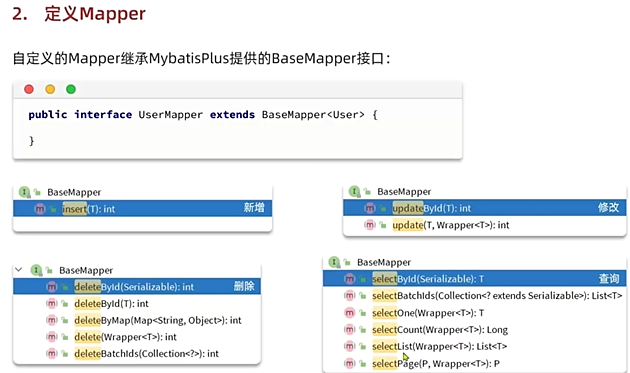 2. 定义Mapper
自定义的Mapper继承MybatisPlus提供的BaseMapper接口：
public interface UserMapper extends BaseMapper<User> {
}
BaseMapper
insert(T): int 新增
BaseMapper
updateById(T): int 修改
update(T, Wrapper<T>): int
BaseMapper
deleteById(Serializable): int 删除
deleteById(T): int
deleteByMap(Map<String, Object>): int
delete(Wrapper<T>): int
deleteBatchIds(Collection<?>): int
BaseMapper
selectById(Serializable): T 查询
selectBatchIds(Collection<? extends Serializable>): List<T>
selectOne(Wrapper<T>): T
selectCount(Wrapper<T>): Long
selectList(Wrapper<T>): List<T>
selectPage(P, Wrapper<T>): P